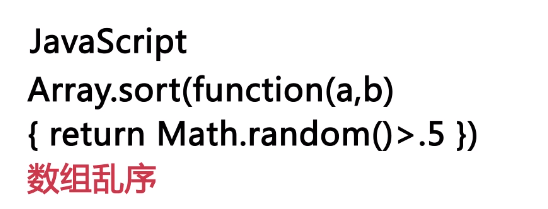 JavaScript
Array.sort(function(a,b)
{ return Math.random()>.5 })
数组乱序